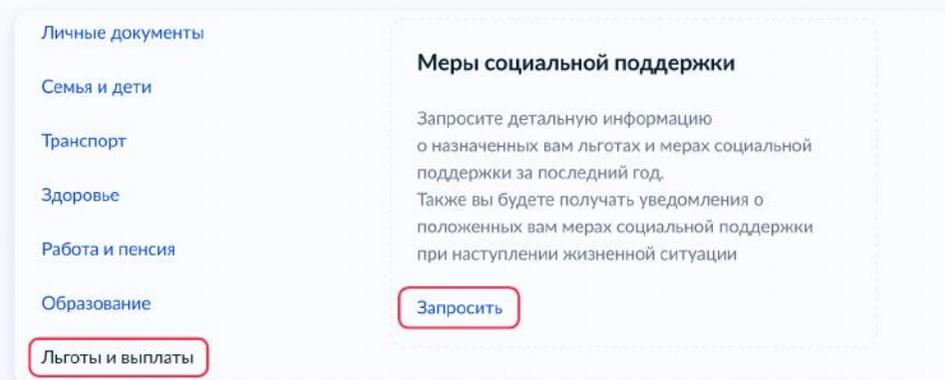 Личные документы
Семья и дети
Транспорт
Здоровье
Работа и пенсия
Образование
Льготы и выплаты
Меры социальной поддержки
Запросите детальную информацию
о назначенных вам льготах и мерах социальной
поддержки за последний год.
Также вы будете получать уведомления о
положенных вам мерах социальной поддержки
при наступлении жизненной ситуации
Запросить